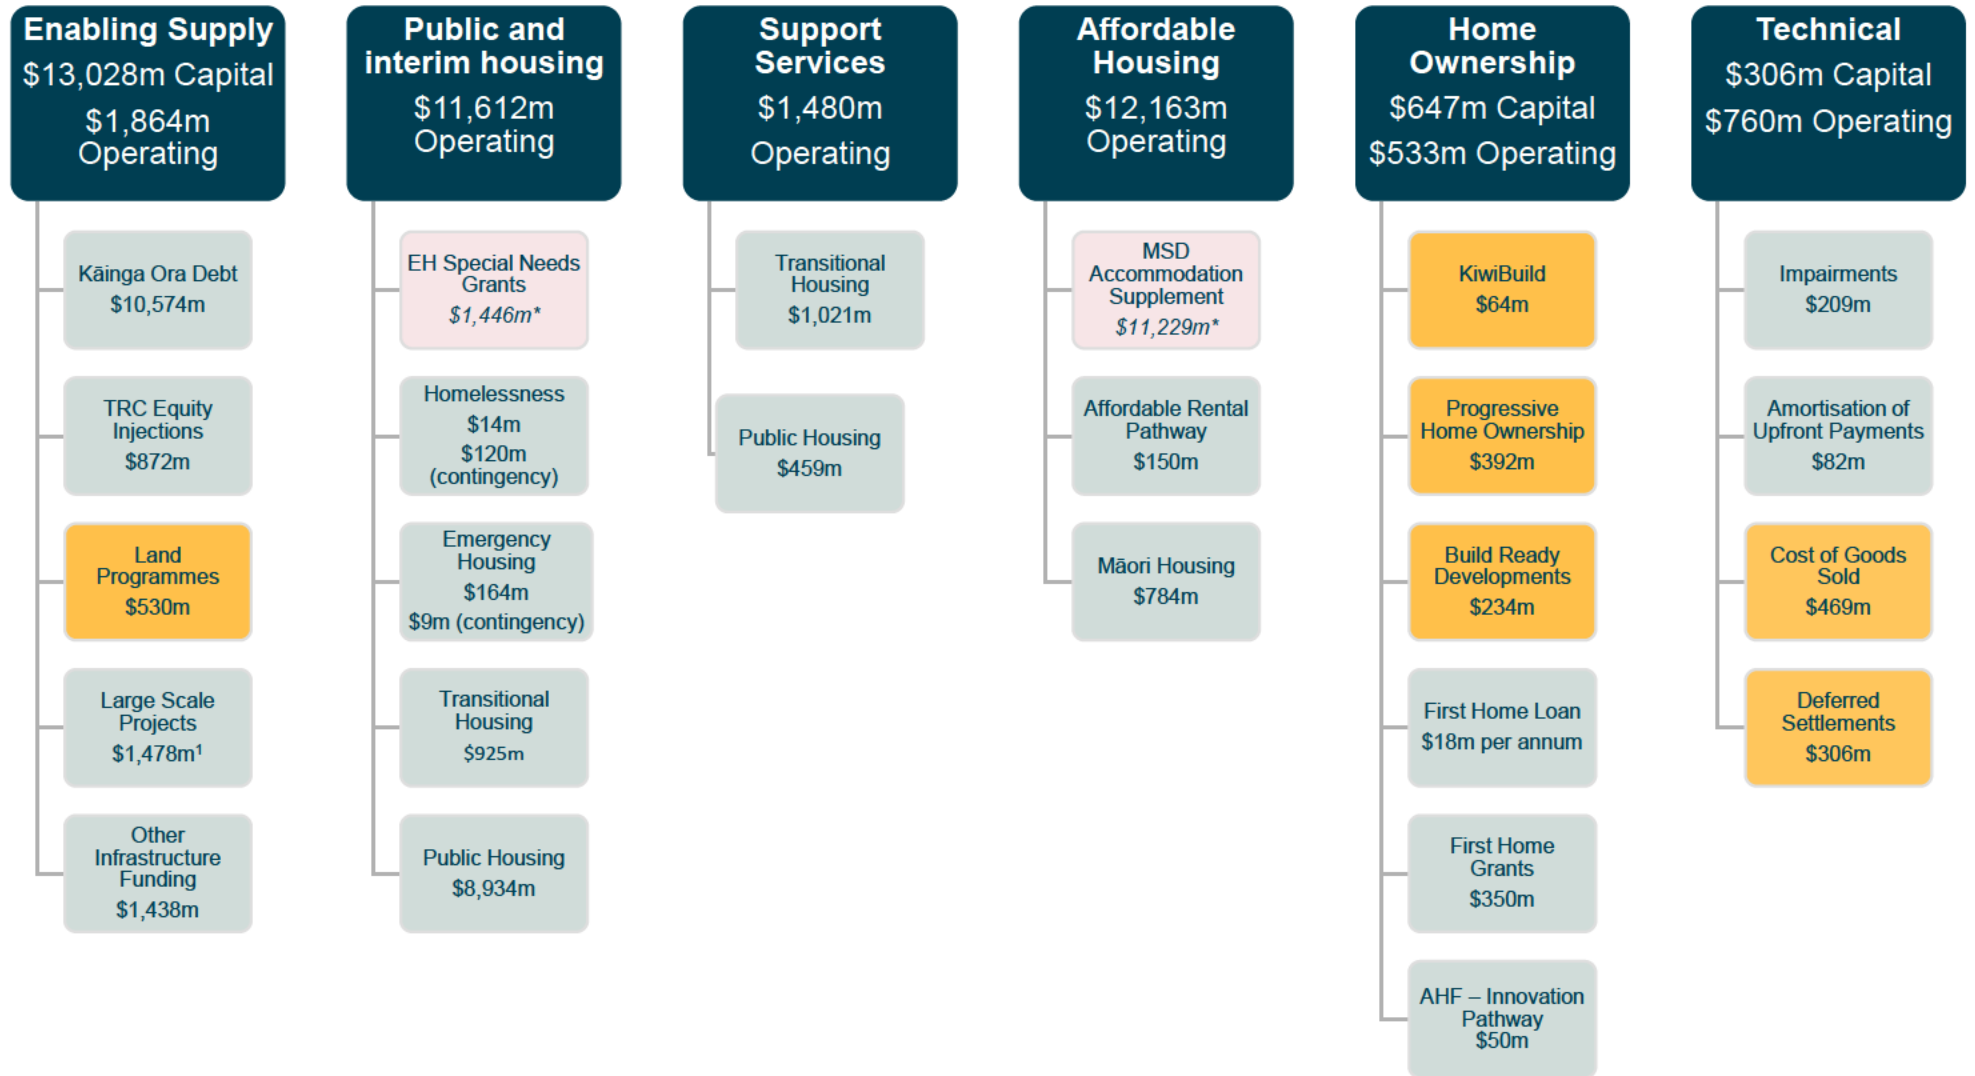 Enabling Supply
$13,028m Capital
$1,864m
Operating
Kāinga Ora Debt
$10,574m
TRC Equity
Injections
$872m
Land
Programmes
$530m
Large Scale
Projects
$1,478m¹
Other
Infrastructure
Funding
$1,438m
Public and
interim housing
$11,612m
Operating
EH Special Needs
Grants
$1,446m*
Homelessness
$14m
$120m
(contingency)
Emergency
Housing
$164m
$9m (contingency)
Transitional
Housing
$925m
Public Housing
$8,934m
Support
Services
$1,480m
Operating
Transitional
Housing
$1,021m
Public Housing
$459m
Affordable
Housing
$12,163m
Operating
MSD
Accommodation
Supplement
$11,229m*
Affordable Rental
Pathway
$150m
Māori Housing
$784m
Home
Ownership
$647m Capital
$533m Operating
KiwiBuild
$64m
Progressive
Home Ownership
$392m
Build Ready
Developments
$234m
First Home Loan
$18m per annum
First Home
Grants
$350m
AHF – Innovation
Pathway
$50m
Technical
$306m Capital
$760m Operating
Impairments
$209m
Amortisation of
Upfront Payments
$82m
Cost of Goods
Sold
$469m
Deferred
Settlements
$306m